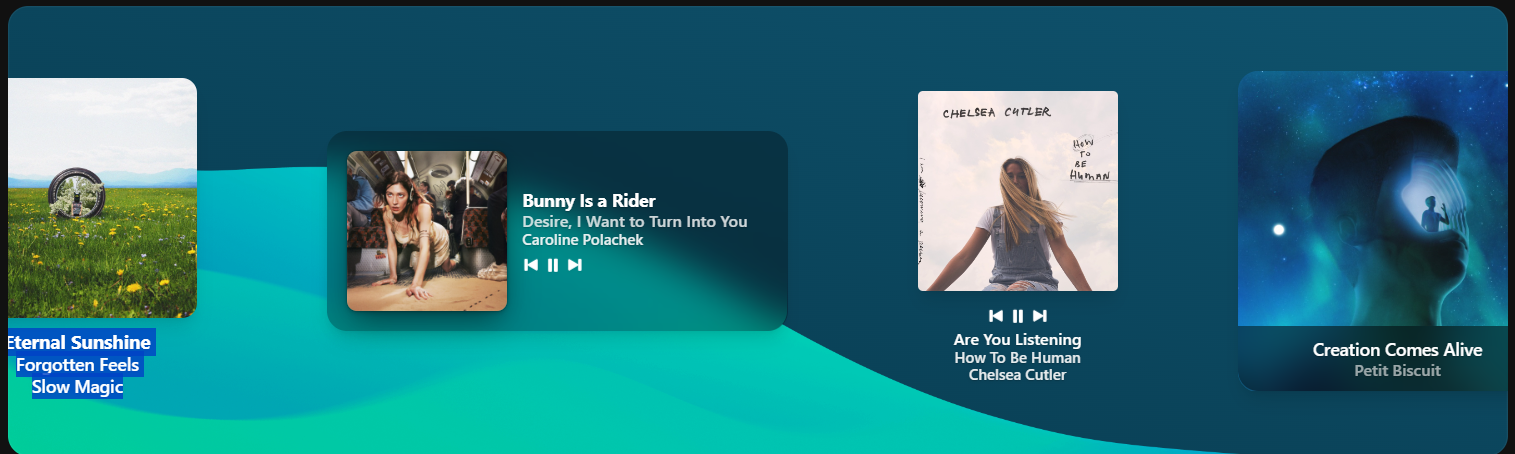 Eternal Sunshine
Forgotten Feels
Slow Magic
Bunny Is a Rider
Desire, I Want to Turn Into You
Caroline Polachek
CHELSEA CUTLER
HOW
TO
BE
HUMAN
Are You Listening
How To Be Human
Chelsea Cutler
Creation Comes Alive
Petit Biscuit